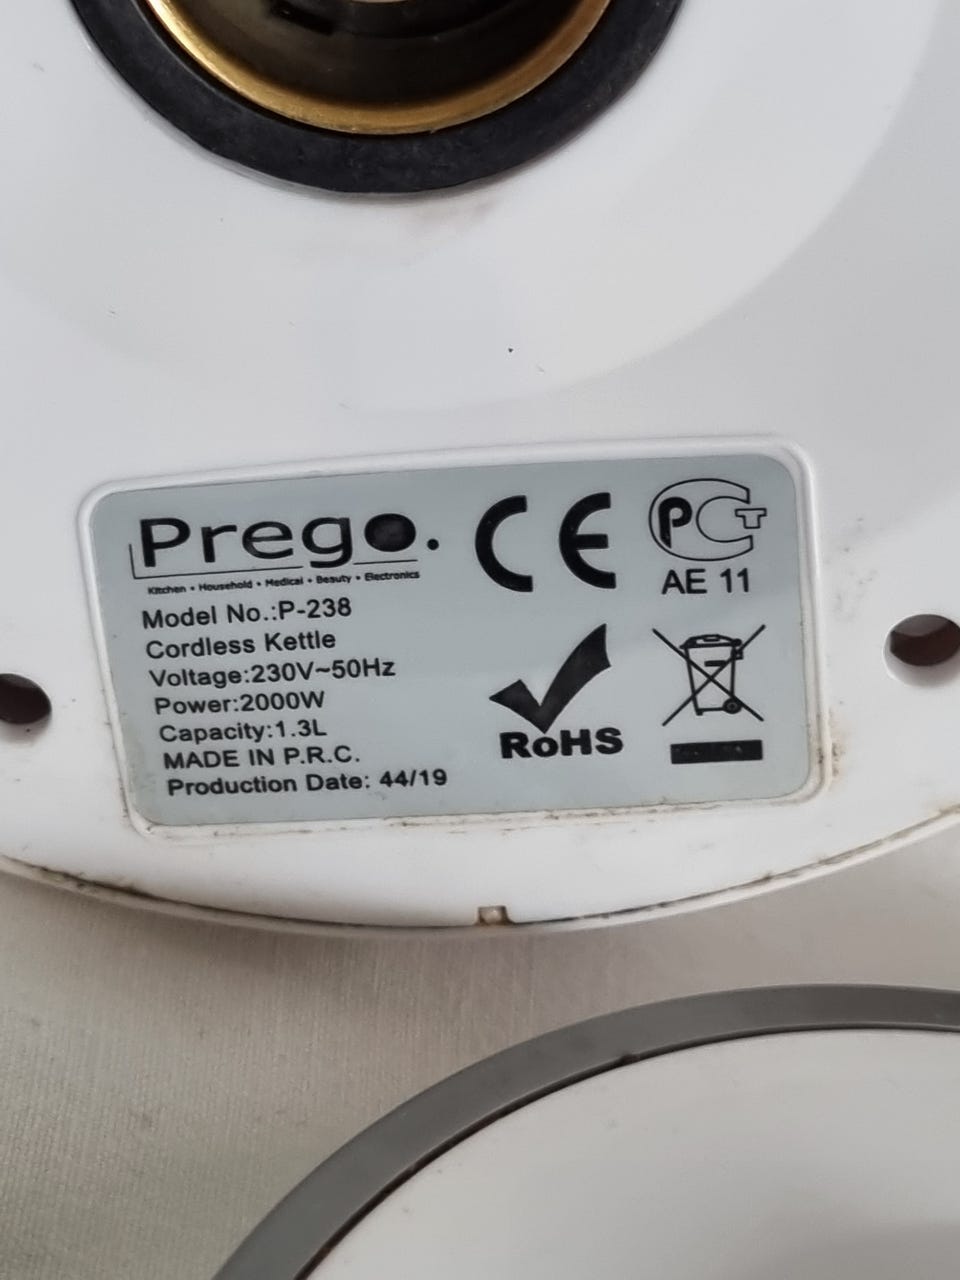 Prego.
Kitchen • Household • Medical • Beauty • Electronics
CE
PCT
AE 11
Model No.:P-238
Cordless Kettle
Voltage:230V~50Hz
Power:2000W
Capacity:1.3L
MADE IN P.R.C.
Production Date: 44/19
RoHS